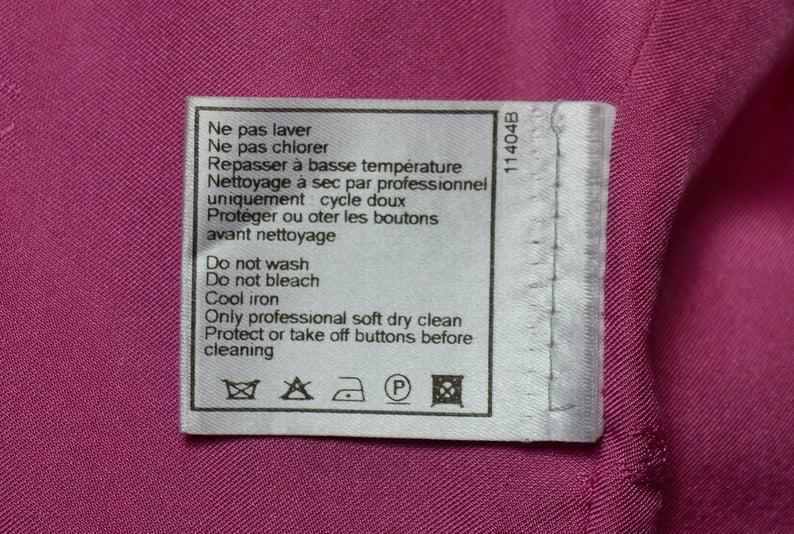 Ne pas laver
Ne pas chlorer
Repasser à basse température
Nettoyage à sec par professionnel
uniquement : cycle doux
Protéger ou oter les boutons
avant nettoyage
Do not wash
Do not bleach
Cool iron
Only professional soft dry clean
Protect or take off buttons before
cleaning
P
11404B